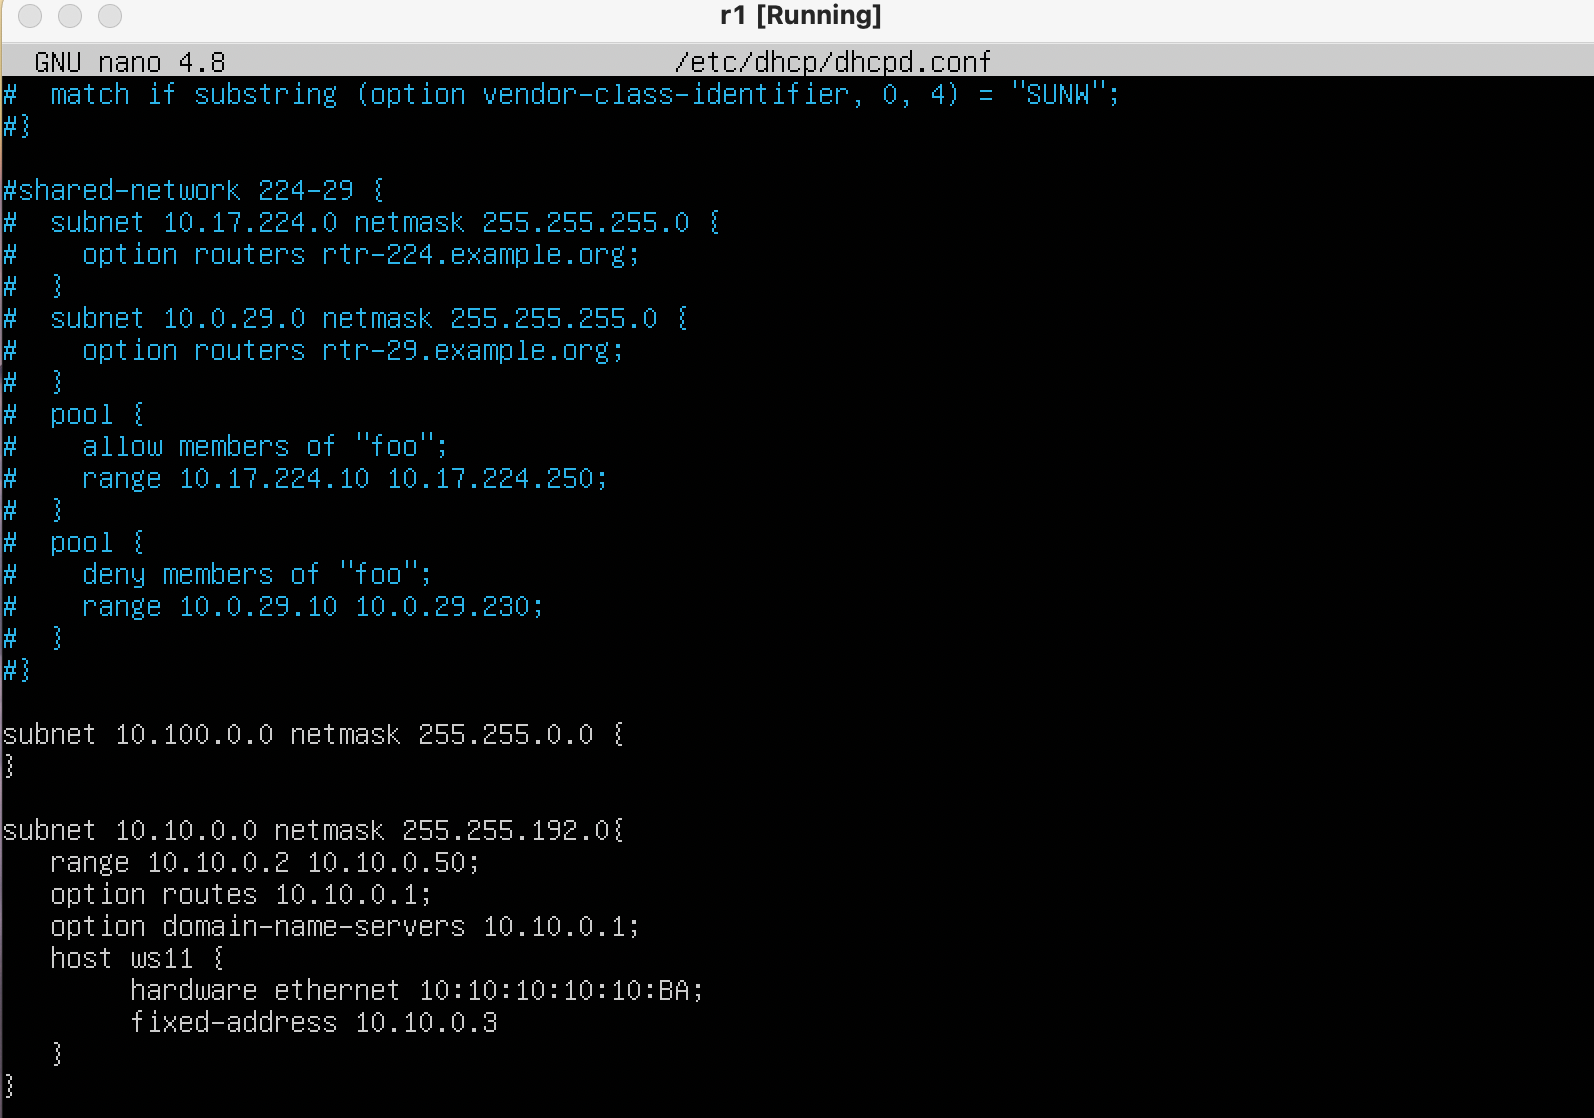 r1 [Running]
GNU nano 4.8 /etc/dhcp/dhcpd.conf
#  match if substring (option vendor-class-identifier, 0, 4) = "SUNW";
#}
#shared-network 224-29 {
#  subnet 10.17.224.0 netmask 255.255.255.0 {
#    option routers rtr-224.example.org;
#  }
#  subnet 10.0.29.0 netmask 255.255.255.0 {
#    option routers rtr-29.example.org;
#  }
#  pool {
#    allow members of "foo";
#    range 10.17.224.10 10.17.224.250;
#  }
#  pool {
#    deny members of "foo";
#    range 10.0.29.10 10.0.29.230;
#  }
#}
subnet 10.100.0.0 netmask 255.255.0.0 {
}
subnet 10.10.0.0 netmask 255.255.192.0{
   range 10.10.0.2 10.10.0.50;
   option routes 10.10.0.1;
   option domain-name-servers 10.10.0.1;
   host ws11 {
        hardware ethernet 10:10:10:10:10:BA;
        fixed-address 10.10.0.3
   }
}